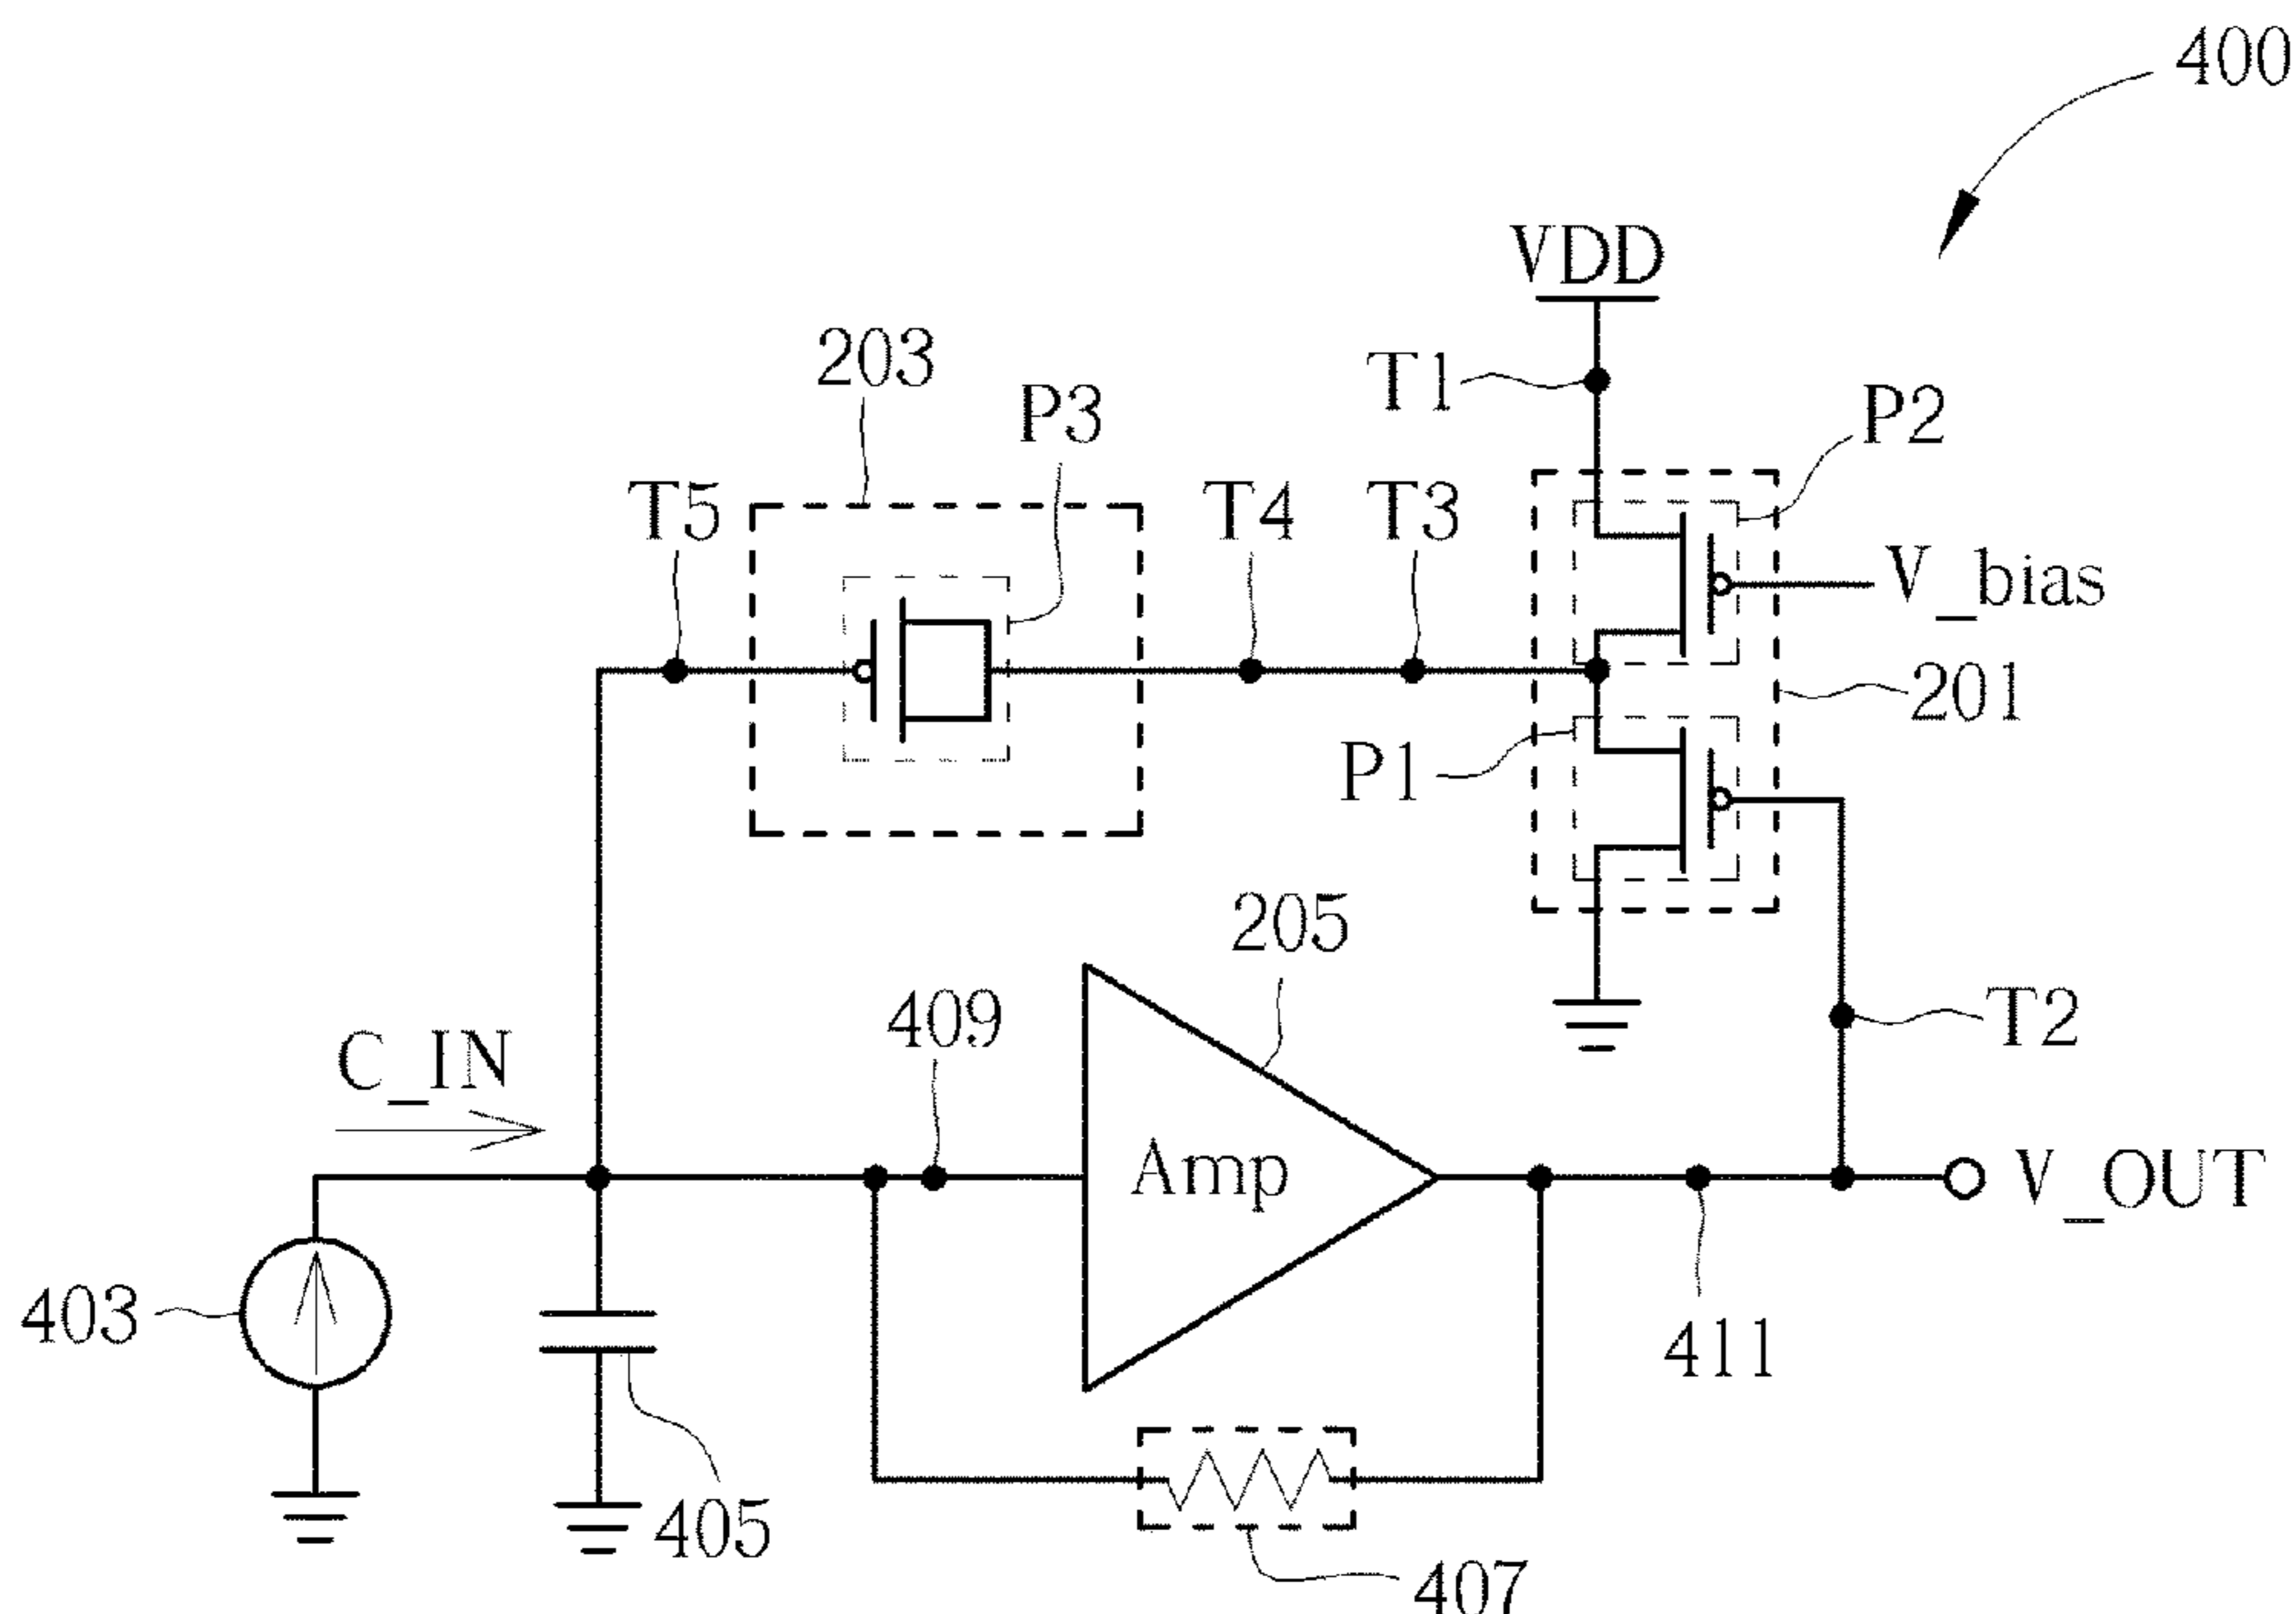 400
VDD
203
T1
P3
P2
T5
T4
T3
V_bias
201
P1
205
409
T2
C_IN
Amp
V_OUT
403
411
405
407